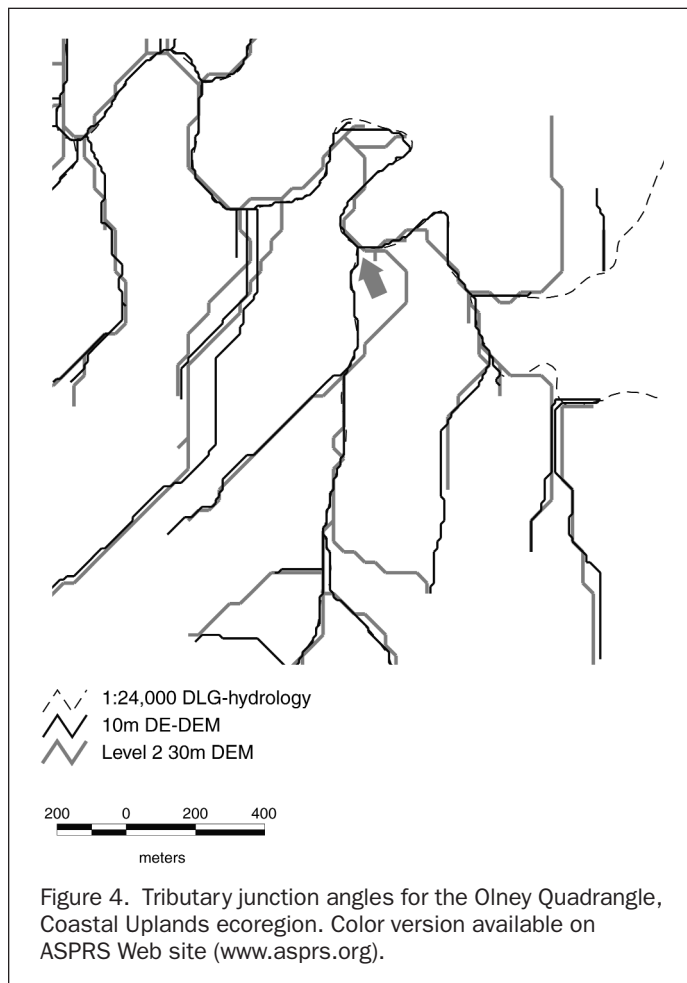 1:24,000 DLG-hydrology
10m DE-DEM
Level 2 30m DEM
200 0 200 400
meters
Figure 4. Tributary junction angles for the Olney Quadrangle,
Coastal Uplands ecoregion. Color version available on
ASPRS Web site (www.asprs.org).